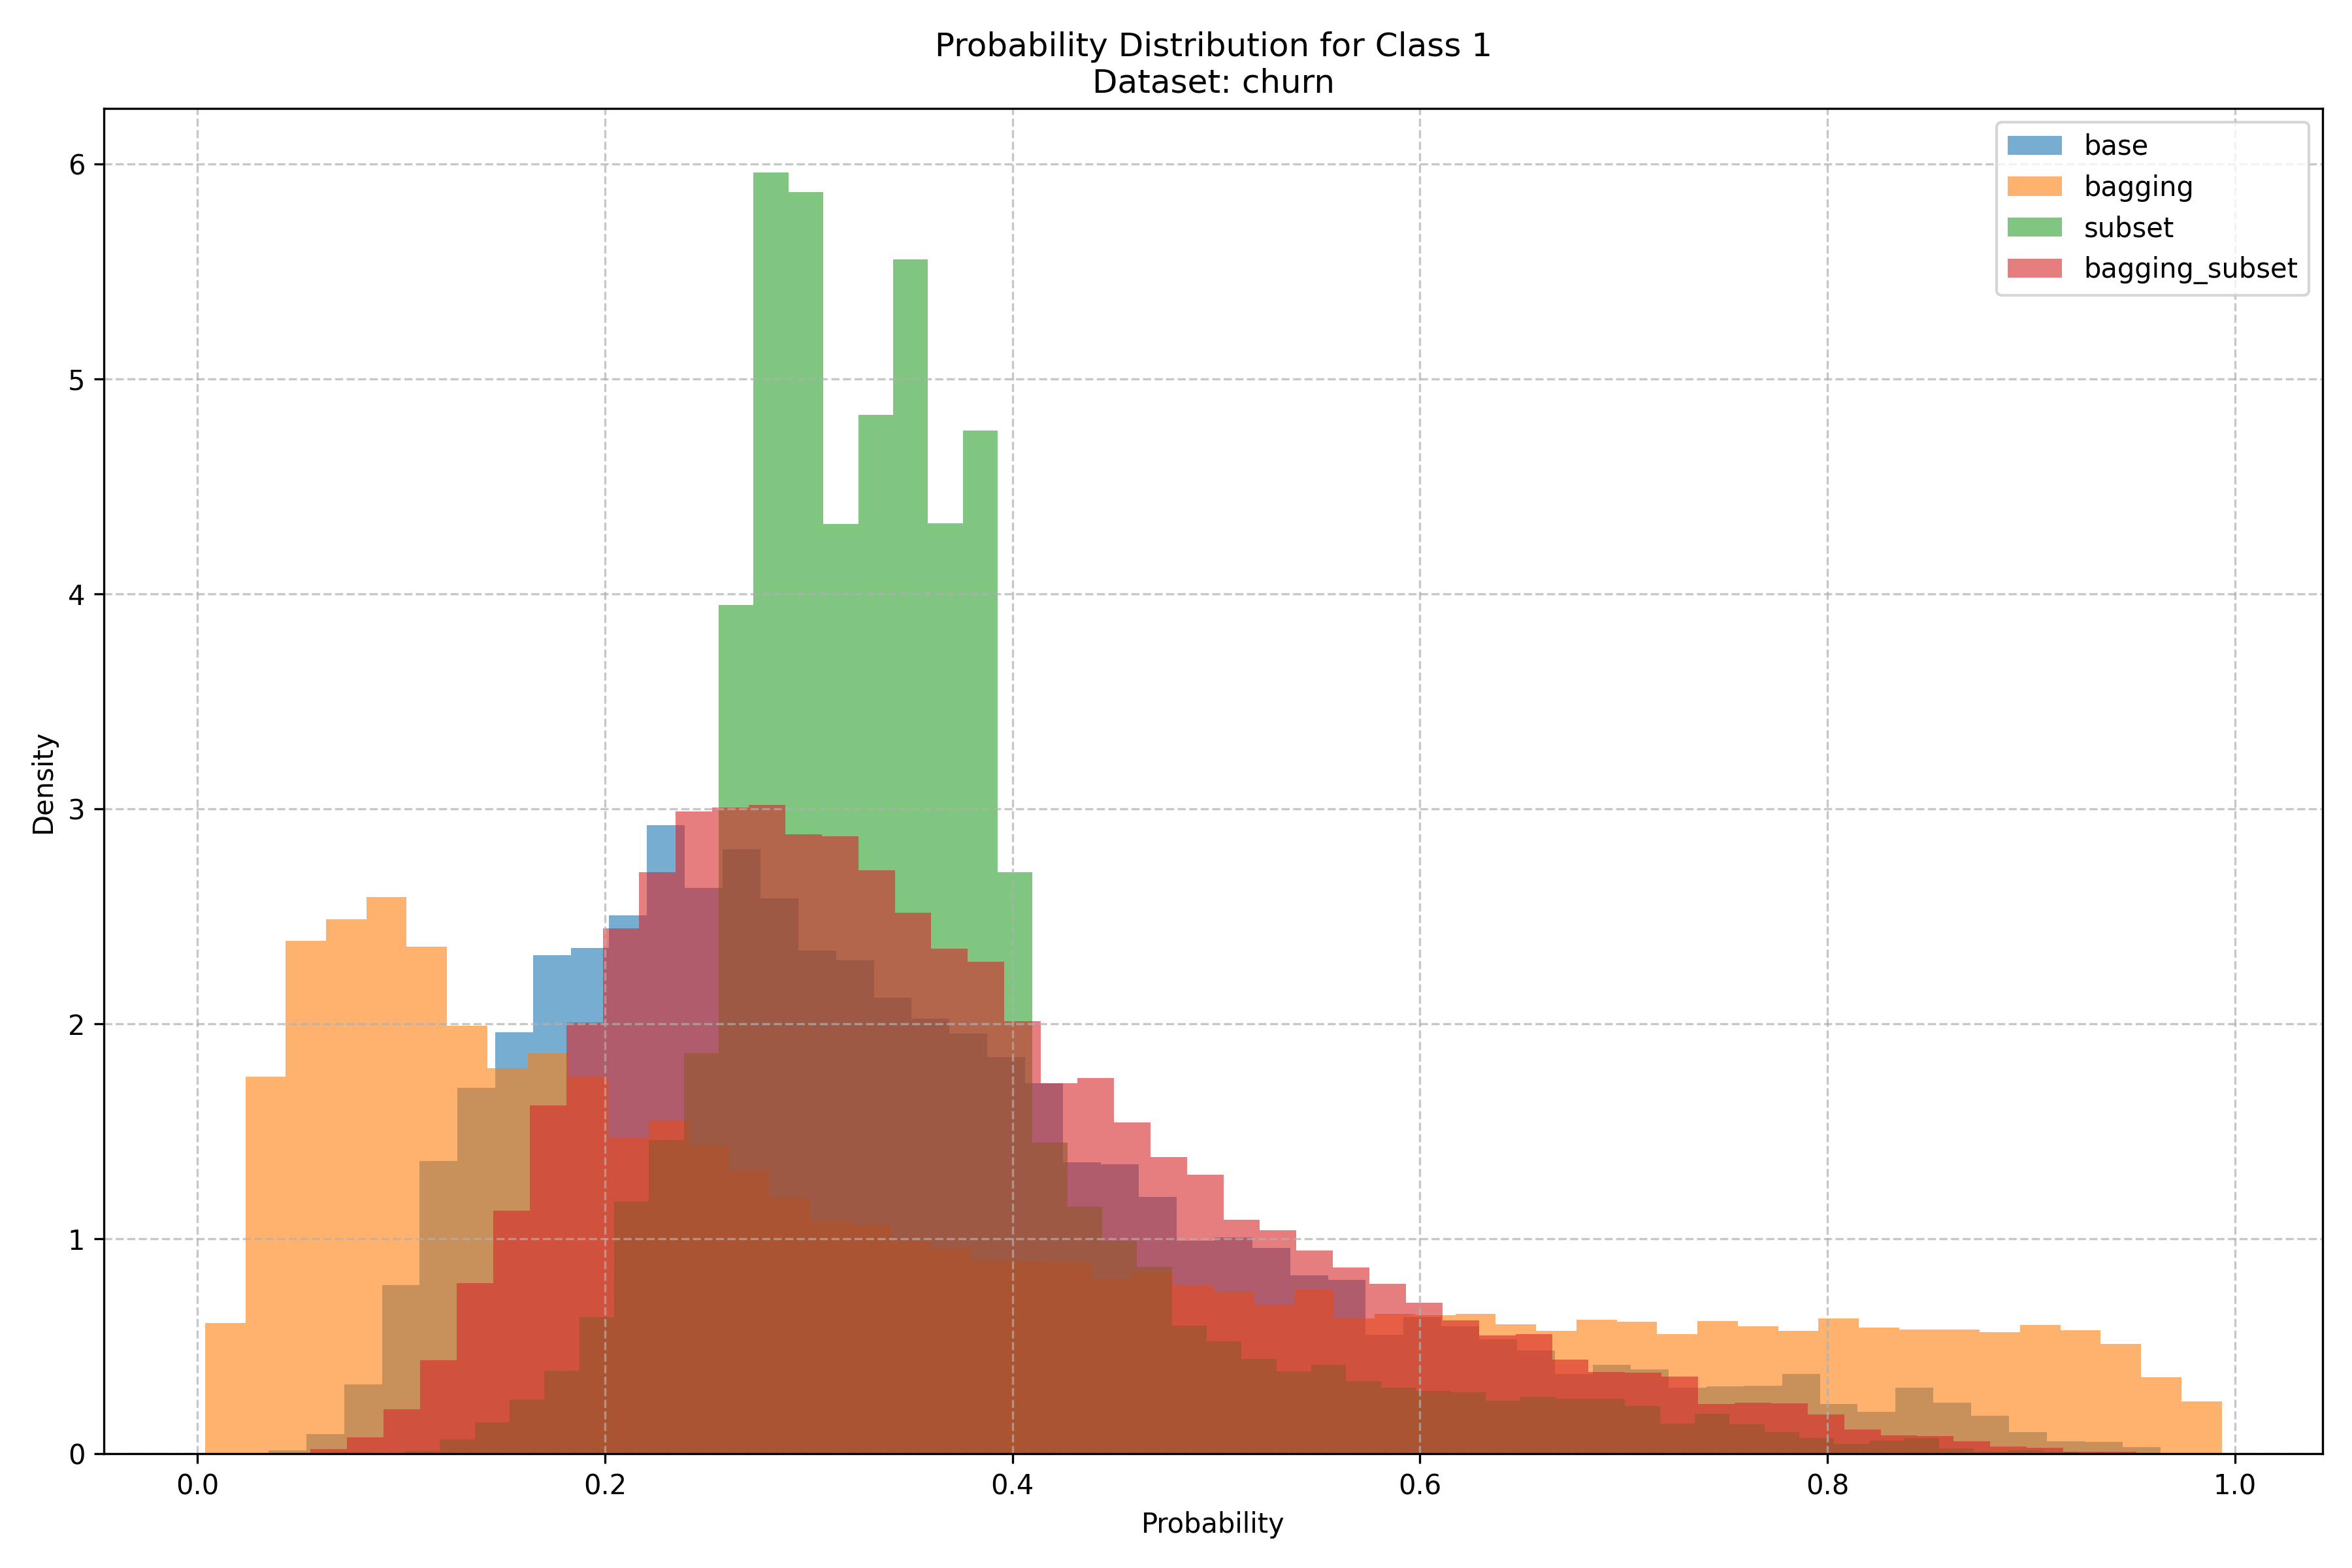 Probability Distribution for Class 1
Dataset: churn
base
bagging
subset
bagging_subset
Density
6
5
4
3
2
1
0
0.0 0.2 0.4 0.6 0.8 1.0
Probability